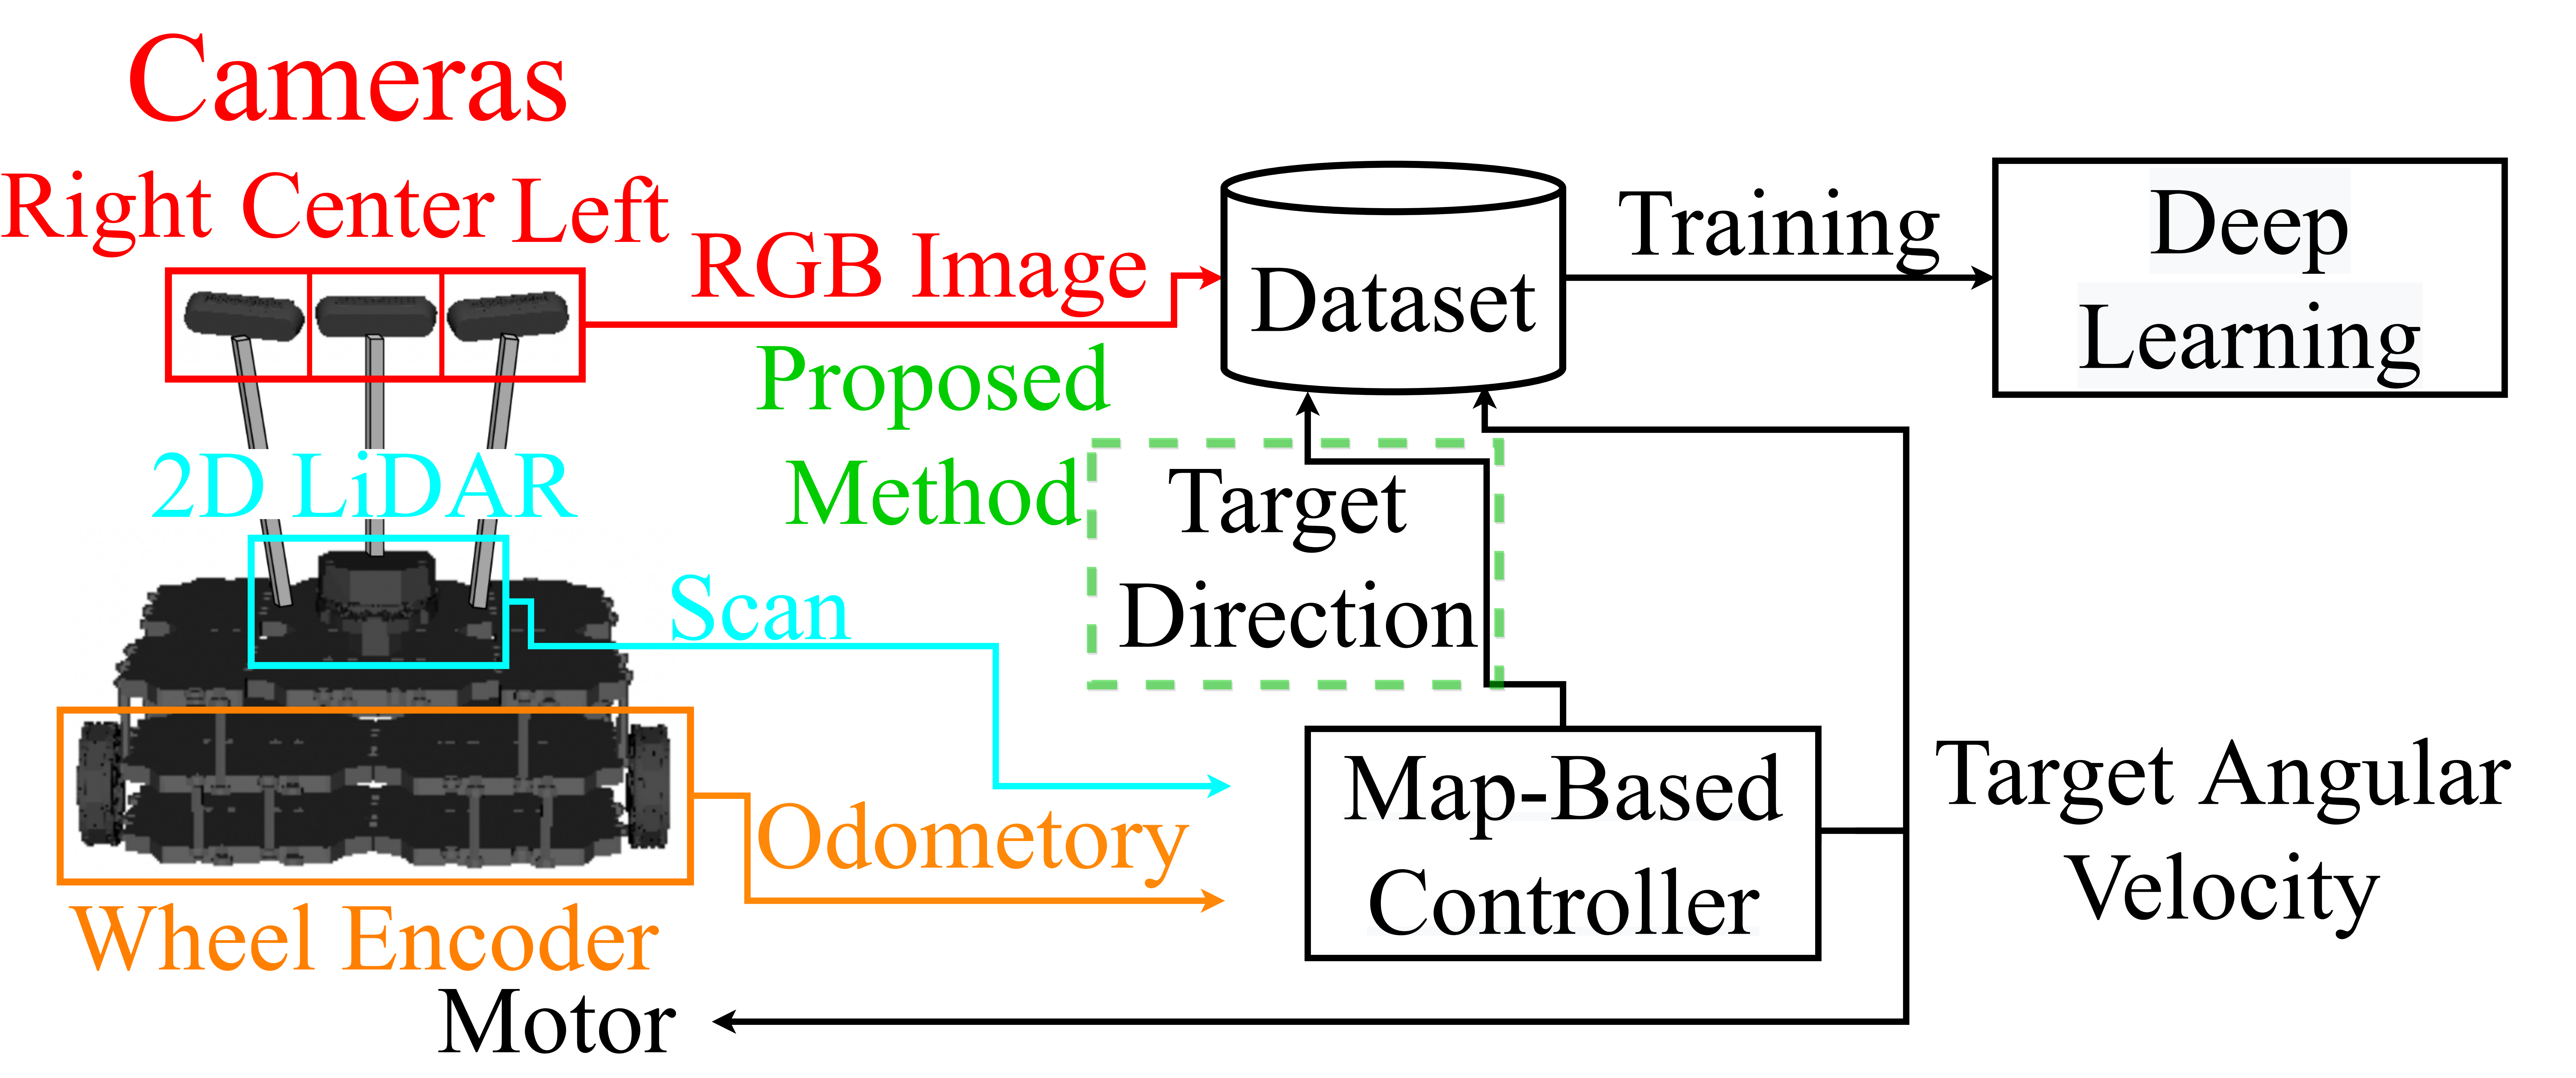 Cameras
Right Center Left
RGB Image
Dataset
Training
Deep
Learning
Proposed
Method
2D LiDAR
Target
Direction
Scan
Map-Based
Controller
Target Angular
Velocity
Odometory
Wheel Encoder
Motor